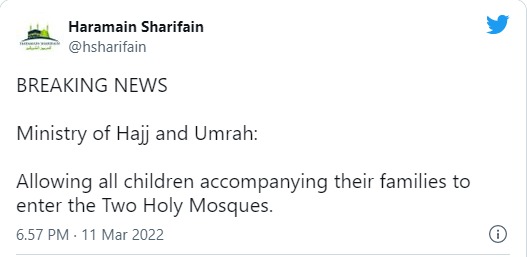 Haramain Sharifain
@hsharifain
BREAKING NEWS
Ministry of Hajj and Umrah:
Allowing all children accompanying their families to
enter the Two Holy Mosques.
6.57 PM · 11 Mar 2022